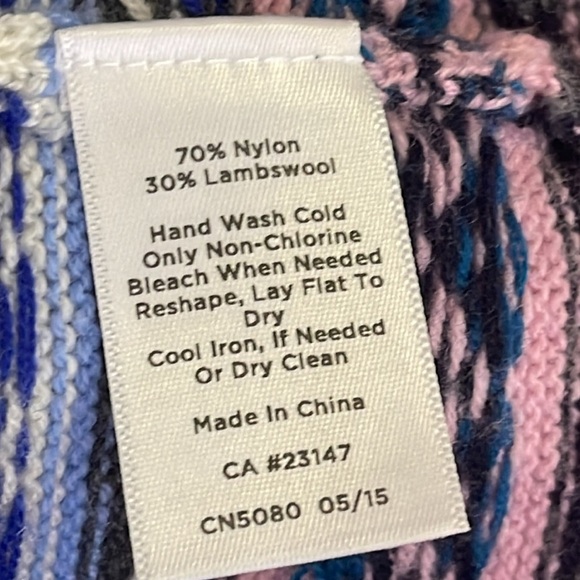 70% Nylon
30% Lambswool
Hand Wash Cold
Only Non-Chlorine
Bleach When Needed
Reshape, Lay Flat To
Dry
Cool Iron, If Needed
Or Dry Clean
Made In China
CA #23147
CN5080 05/15